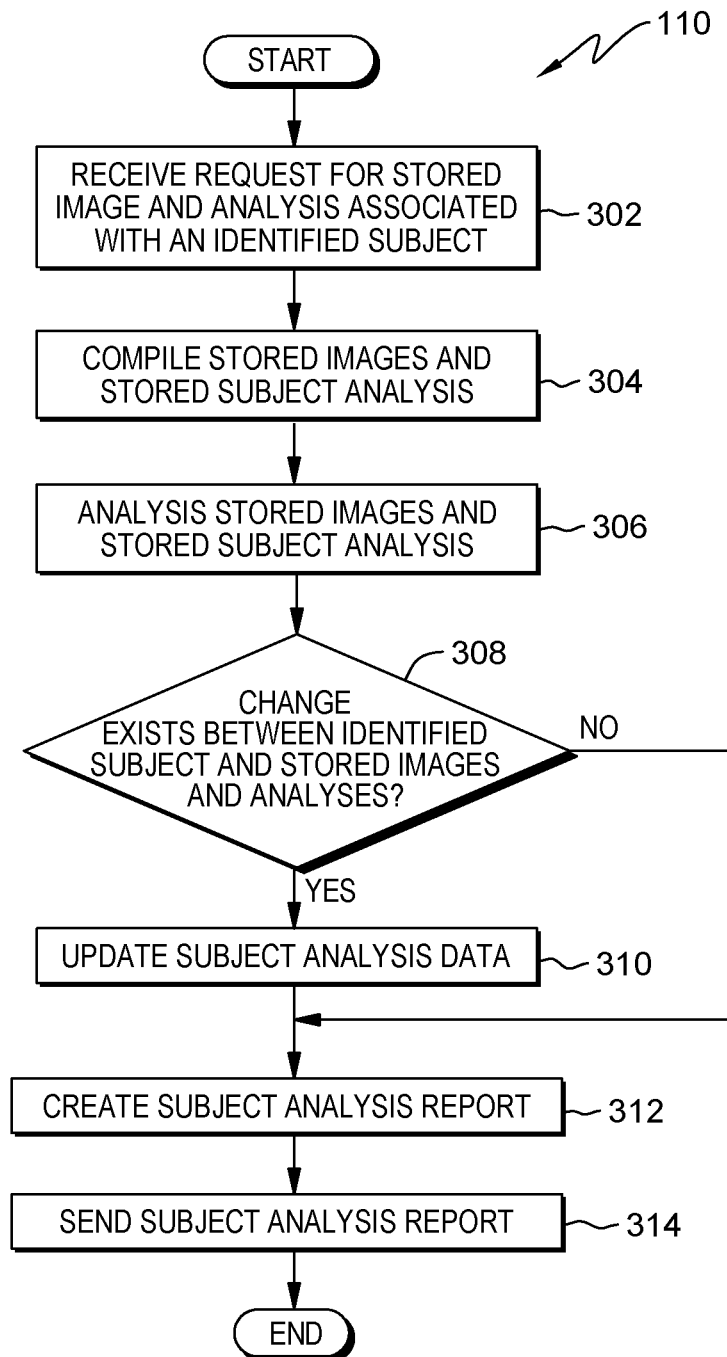 110
START
RECEIVE REQUEST FOR STORED
IMAGE AND ANALYSIS ASSOCIATED
WITH AN IDENTIFIED SUBJECT
302
COMPILE STORED IMAGES AND
STORED SUBJECT ANALYSIS
304
ANALYSIS STORED IMAGES AND
STORED SUBJECT ANALYSIS
306
308
CHANGE
EXISTS BETWEEN IDENTIFIED
SUBJECT AND STORED IMAGES
AND ANALYSES?
NO
YES
UPDATE SUBJECT ANALYSIS DATA
310
CREATE SUBJECT ANALYSIS REPORT
312
SEND SUBJECT ANALYSIS REPORT
314
END